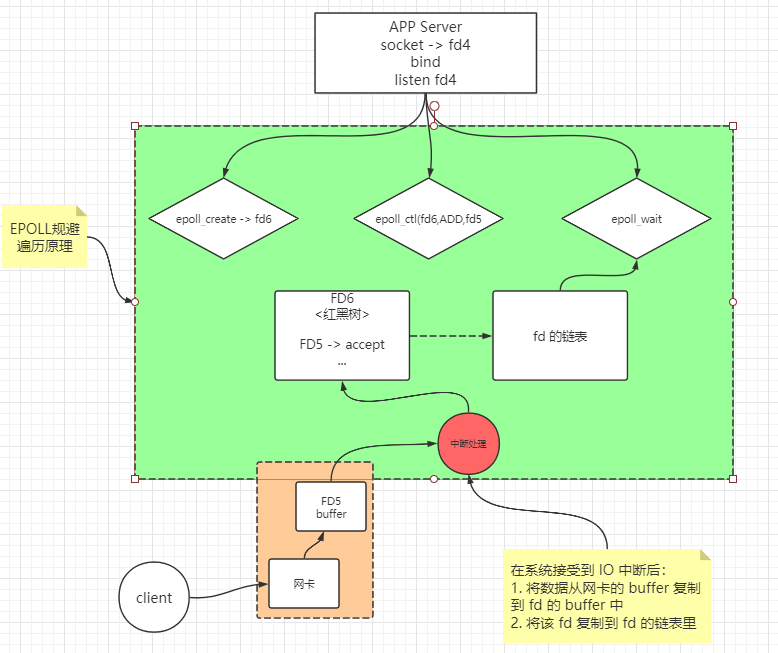 APP Server
socket -> fd4
bind
listen fd4
epoll_create -> fd6
epoll_ctl(fd6,ADD,fd5
epoll_wait
EPOLL规避
遍历原理
FD6
<红黑树>
FD5 -> accept
...
fd 的链表
中断处理
FD5
buffer
网卡
client
在系统接受到 IO 中断后：
1. 将数据从网卡的 buffer 复制
到 fd 的 buffer 中
2. 将该 fd 复制到 fd 的链表里